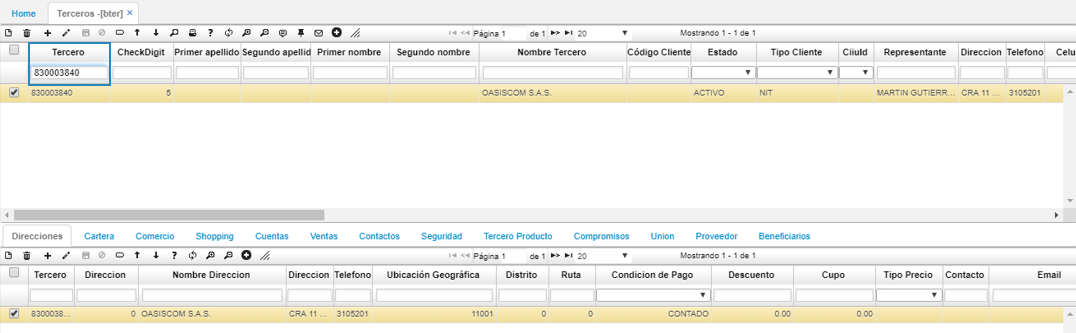 Home Terceros -[bter] ×
Página 1 de 1 20 Mostrando 1 - 1 de 1
Tercero CheckDigit Primer apellido Segundo apellid Primer nombre Segundo nombre Nombre Tercero Código Cliente Estado Tipo Cliente CiiuId Representante Direccion Telefono Celu
830003840
830003840 5 OASISCOM S.A.S. ACTIVO NIT MARTIN GUTIERR... CRA 11 ... 3105201
Direcciones Cartera Comercio Shopping Cuentas Ventas Contactos Seguridad Tercero Producto Compromisos Union Proveedor Beneficiarios
Página 1 de 1 20 Mostrando 1 - 1 de 1
Tercero Direccion Nombre Direccion Direccion Telefono Ubicación Geográfica Distrito Ruta Condicion de Pago Descuento Cupo Tipo Precio Contacto Email
8300038... 0 OASISCOM S.A.S. CRA 11 ... 3105201 11001 0 0 CONTADO 0.00 0.00